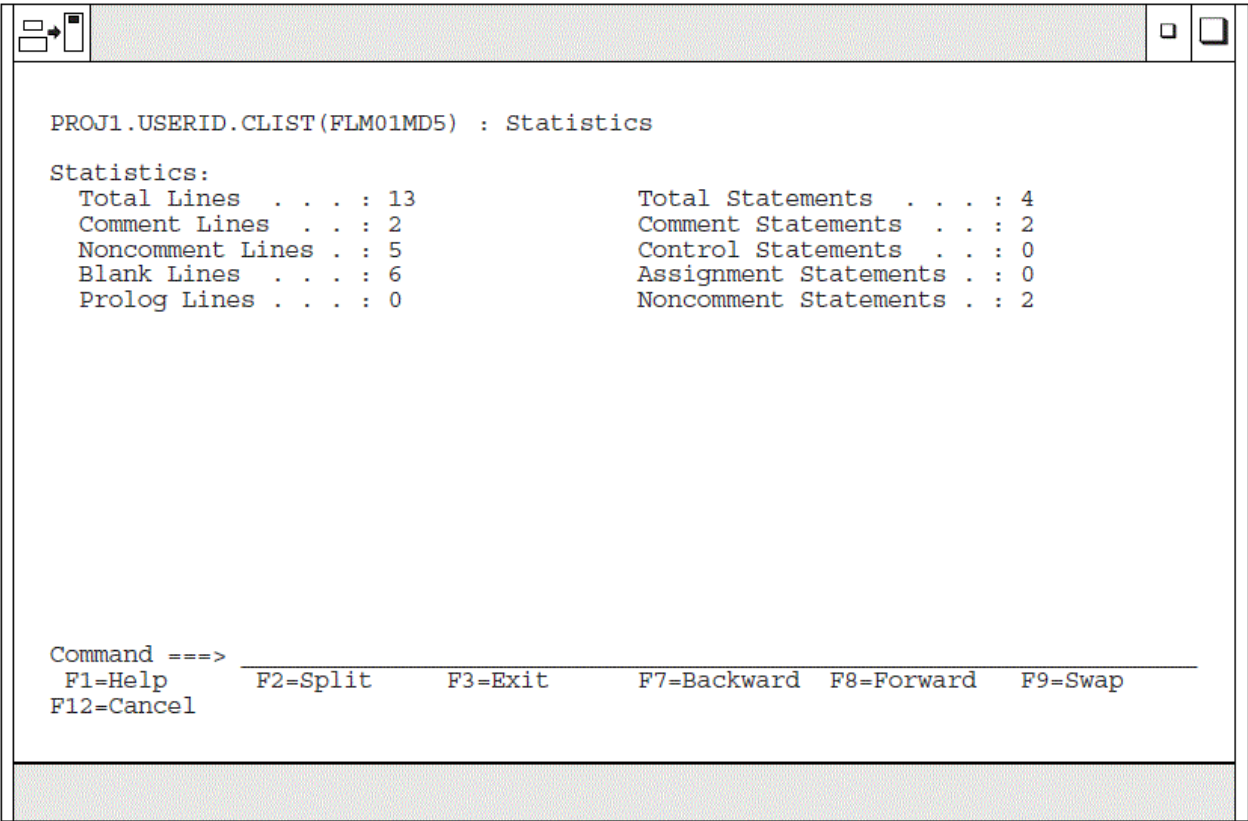 PROJ1.USERID.CLIST(FLM01MD5) : Statistics
Statistics:
Total Lines . . . : 13 Total Statements . . . : 4
Comment Lines . . : 2 Comment Statements . . : 2
Noncomment Lines . : 5 Control Statements . . : 0
Blank Lines . . . : 6 Assignment Statements . : 0
Prolog Lines . . . : 0 Noncomment Statements . : 2
Command ===>
F1=Help F2=Split F3=Exit F7=Backward F8=Forward F9=Swap
F12=Cancel